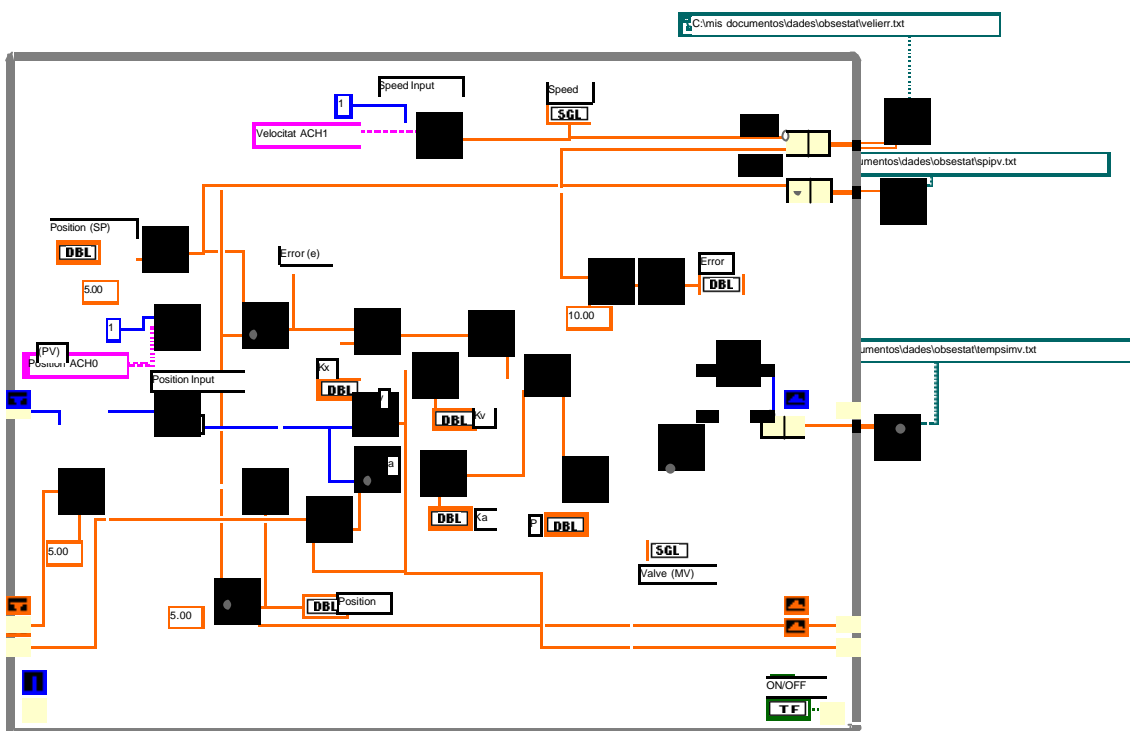 C:\mis documentos\dades\obsestat\velierr.txt
Speed Input
Speed
1
SGL
Velocitat ACH1
umentos\dades\obsestat\spipv.txt
Position (SP)
DBL
Error (e)
Error
DBL
5.00
10.00
1
(PV)
Position ACH0
umentos\dades\obsestat\tempsimv.txt
Position Input
Kx
DBL
DBL
Kv
a
DBL
Ka
P
DBL
5.00
SGL
Valve (MV)
5.00
DBL
Position
ON/OFF
TF